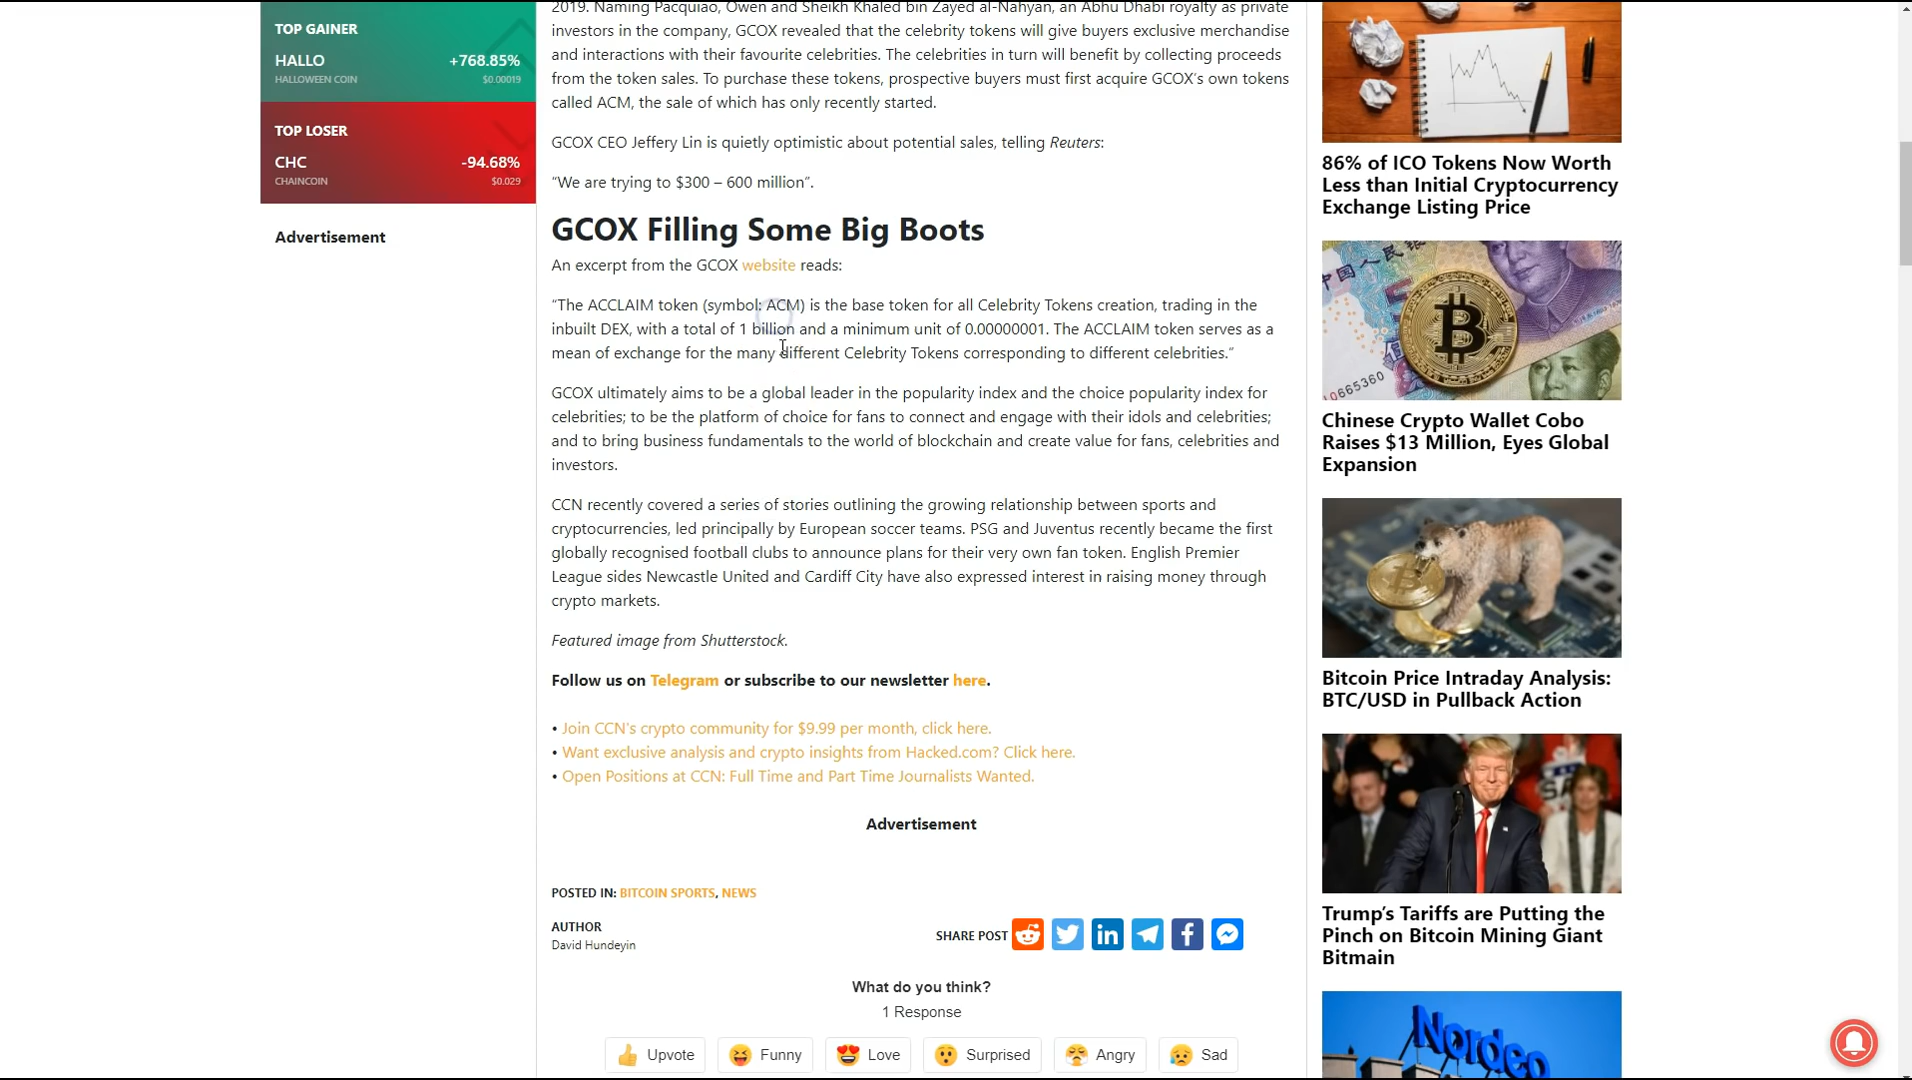 TOP GAINER
HALLO +768.85%
HALLOWEEN COIN $0.00019
TOP LOSER
CHC -94.68%
CHAINCOIN $0.029
Advertisement
2019. Naming Pacquiao, Owen and Sheikh Khaled bin Zayed al-Nahyan, an Abhu Dhabi royalty as private
investors in the company, GCOX revealed that the celebrity tokens will give buyers exclusive merchandise
and interactions with their favourite celebrities. The celebrities in turn will benefit by collecting proceeds
from the token sales. To purchase these tokens, prospective buyers must first acquire GCOX's own tokens
called ACM, the sale of which has only recently started.
GCOX CEO Jeffery Lin is quietly optimistic about potential sales, telling Reuters:
“We are trying to $300 – 600 million”.
GCOX Filling Some Big Boots
An excerpt from the GCOX website reads:
“The ACCLAIM token (symbol: ACM) is the base token for all Celebrity Tokens creation, trading in the
inbuilt DEX, with a total of 1 billion and a minimum unit of 0.00000001. The ACCLAIM token serves as a
mean of exchange for the many different Celebrity Tokens corresponding to different celebrities.”
GCOX ultimately aims to be a global leader in the popularity index and the choice popularity index for
celebrities; to be the platform of choice for fans to connect and engage with their idols and celebrities;
and to bring business fundamentals to the world of blockchain and create value for fans, celebrities and
investors.
CCN recently covered a series of stories outlining the growing relationship between sports and
cryptocurrencies, led principally by European soccer teams. PSG and Juventus recently became the first
globally recognised football clubs to announce plans for their very own fan token. English Premier
League sides Newcastle United and Cardiff City have also expressed interest in raising money through
crypto markets.
Featured image from Shutterstock.
Follow us on Telegram or subscribe to our newsletter here.
• Join CCN's crypto community for $9.99 per month, click here.
• Want exclusive analysis and crypto insights from Hacked.com? Click here.
• Open Positions at CCN: Full Time and Part Time Journalists Wanted.
Advertisement
POSTED IN: BITCOIN SPORTS, NEWS
AUTHOR
David Hundeyin
SHARE POST
What do you think?
1 Response
Upvote Funny Love Surprised Angry Sad
86% of ICO Tokens Now Worth
Less than Initial Cryptocurrency
Exchange Listing Price
中国人民
10665360
Chinese Crypto Wallet Cobo
Raises $13 Million, Eyes Global
Expansion
Bitcoin Price Intraday Analysis:
BTC/USD in Pullback Action
Trump’s Tariffs are Putting the
Pinch on Bitcoin Mining Giant
Bitmain
Nordea